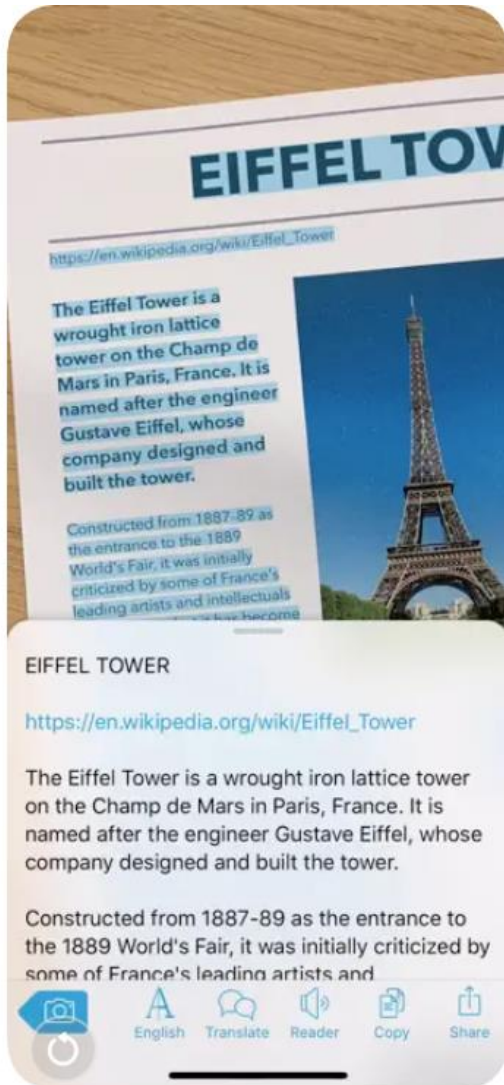 EIFFEL TOW
https://en.wikipedia.org/wiki/Eiffel_Tower
The Eiffel Tower is a
wrought iron lattice
tower on the Champ de
Mars in Paris, France. It is
named after the engineer
Gustave Eiffel, whose
company designed and
built the tower.
Constructed from 1887-89 as
the entrance to the 1889
World's Fair, it was initially
criticized by some of France's
leading artists and intellectuals
it has become
EIFFEL TOWER
https://en.wikipedia.org/wiki/Eiffel_Tower
The Eiffel Tower is a wrought iron lattice tower
on the Champ de Mars in Paris, France. It is
named after the engineer Gustave Eiffel, whose
company designed and built the tower.
Constructed from 1887-89 as the entrance to
the 1889 World's Fair, it was initially criticized by
some of France's leading artists and
English Translate Reader Copy Share